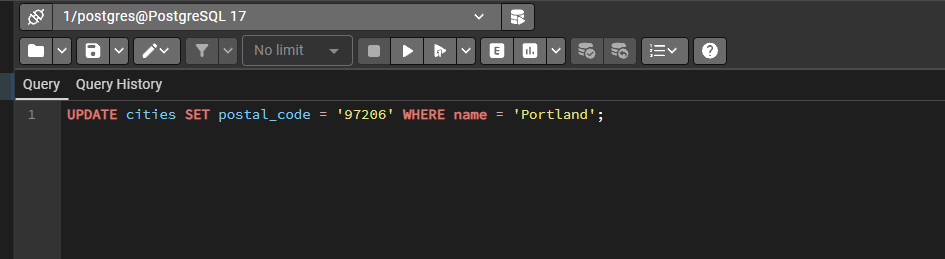 1/postgres@PostgreSQL 17
No limit
E
Query Query History
1 UPDATE cities SET postal_code = '97206' WHERE name = 'Portland';